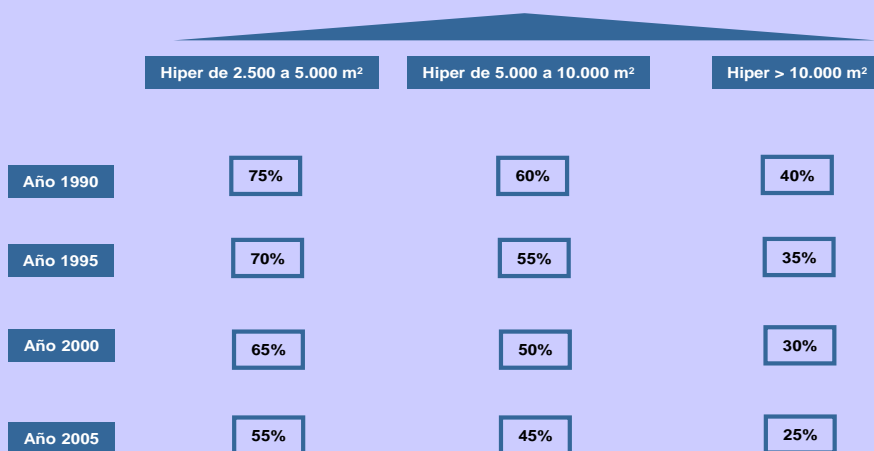 Hiper de 2.500 a 5.000 m² Hiper de 5.000 a 10.000 m² Hiper > 10.000 m²
Año 1990 75% 60% 40%
Año 1995 70% 55% 35%
Año 2000 65% 50% 30%
Año 2005 55% 45% 25%